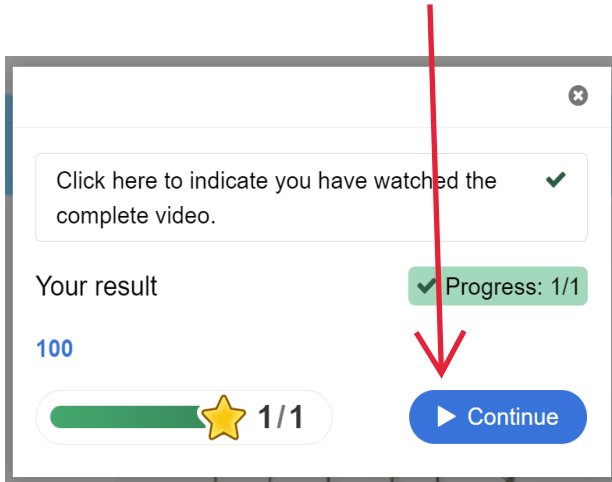 Click here to indicate you have watched the
complete video.
Your result
Progress: 1/1
100
1/1
Continue